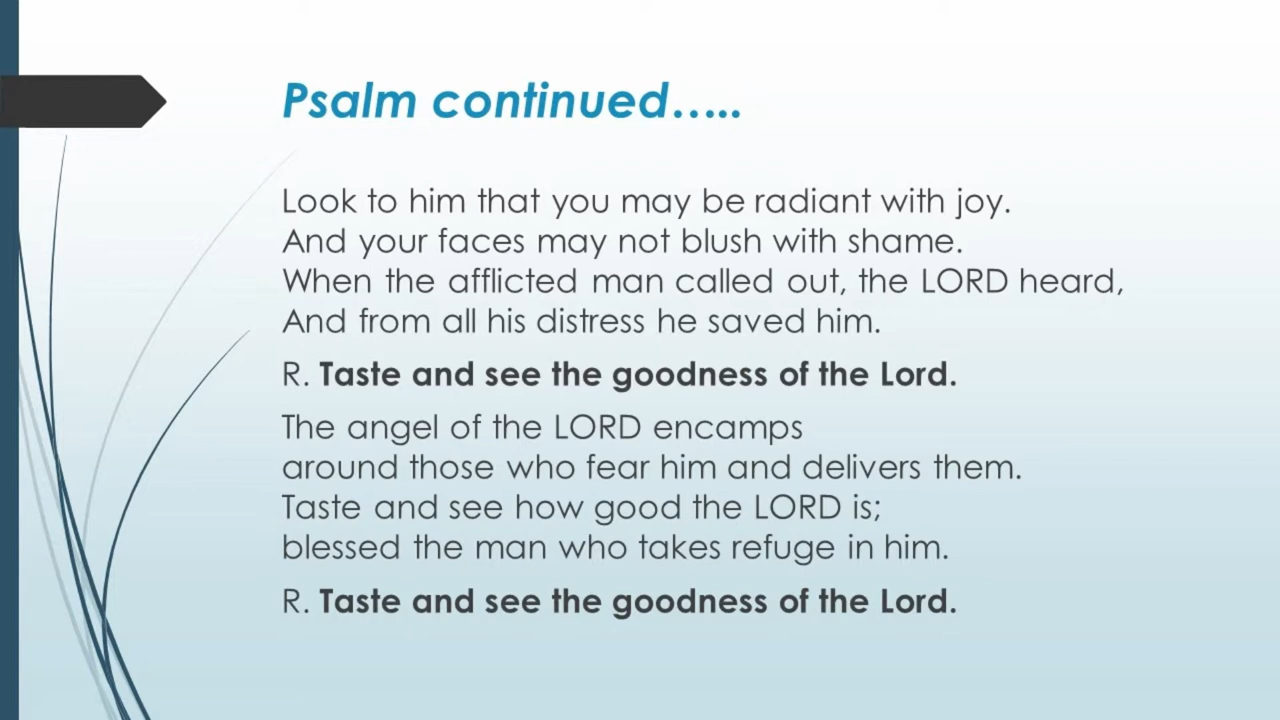 Psalm continued…..
Look to him that you may be radiant with joy.
And your faces may not blush with shame.
When the afflicted man called out, the LORD heard,
And from all his distress he saved him.
R. Taste and see the goodness of the Lord.
The angel of the LORD encamps
around those who fear him and delivers them.
Taste and see how good the LORD is;
blessed the man who takes refuge in him.
R. Taste and see the goodness of the Lord.